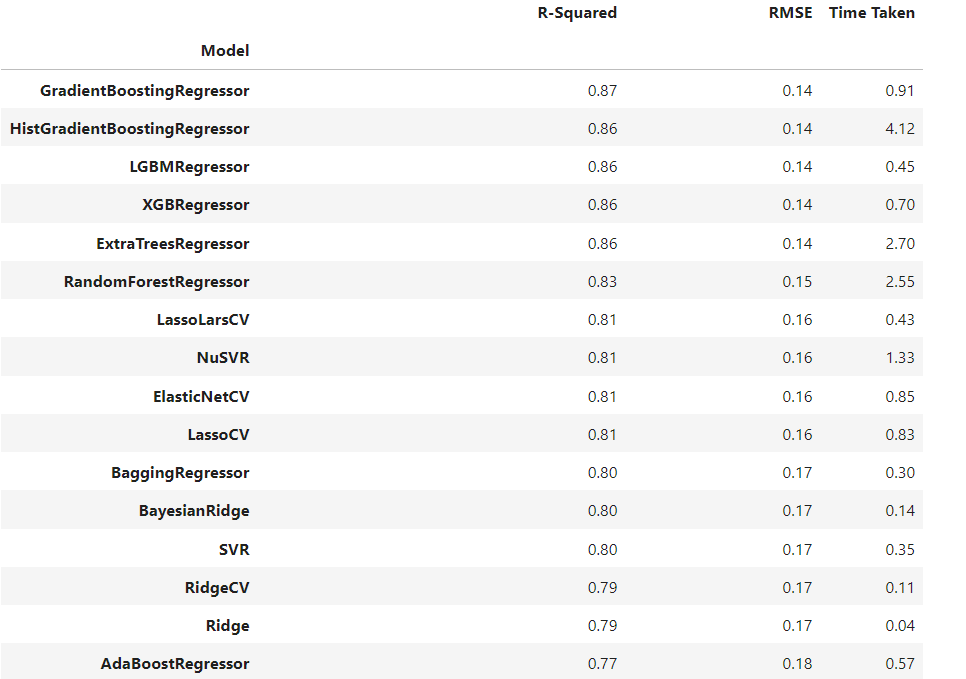 R-Squared RMSE Time Taken
Model
GradientBoostingRegressor 0.87 0.14 0.91
HistGradientBoostingRegressor 0.86 0.14 4.12
LGBMRegressor 0.86 0.14 0.45
XGBRegressor 0.86 0.14 0.70
ExtraTreesRegressor 0.86 0.14 2.70
RandomForestRegressor 0.83 0.15 2.55
LassoLarsCV 0.81 0.16 0.43
NuSVR 0.81 0.16 1.33
ElasticNetCV 0.81 0.16 0.85
LassoCV 0.81 0.16 0.83
BaggingRegressor 0.80 0.17 0.30
BayesianRidge 0.80 0.17 0.14
SVR 0.80 0.17 0.35
RidgeCV 0.79 0.17 0.11
Ridge 0.79 0.17 0.04
AdaBoostRegressor 0.77 0.18 0.57